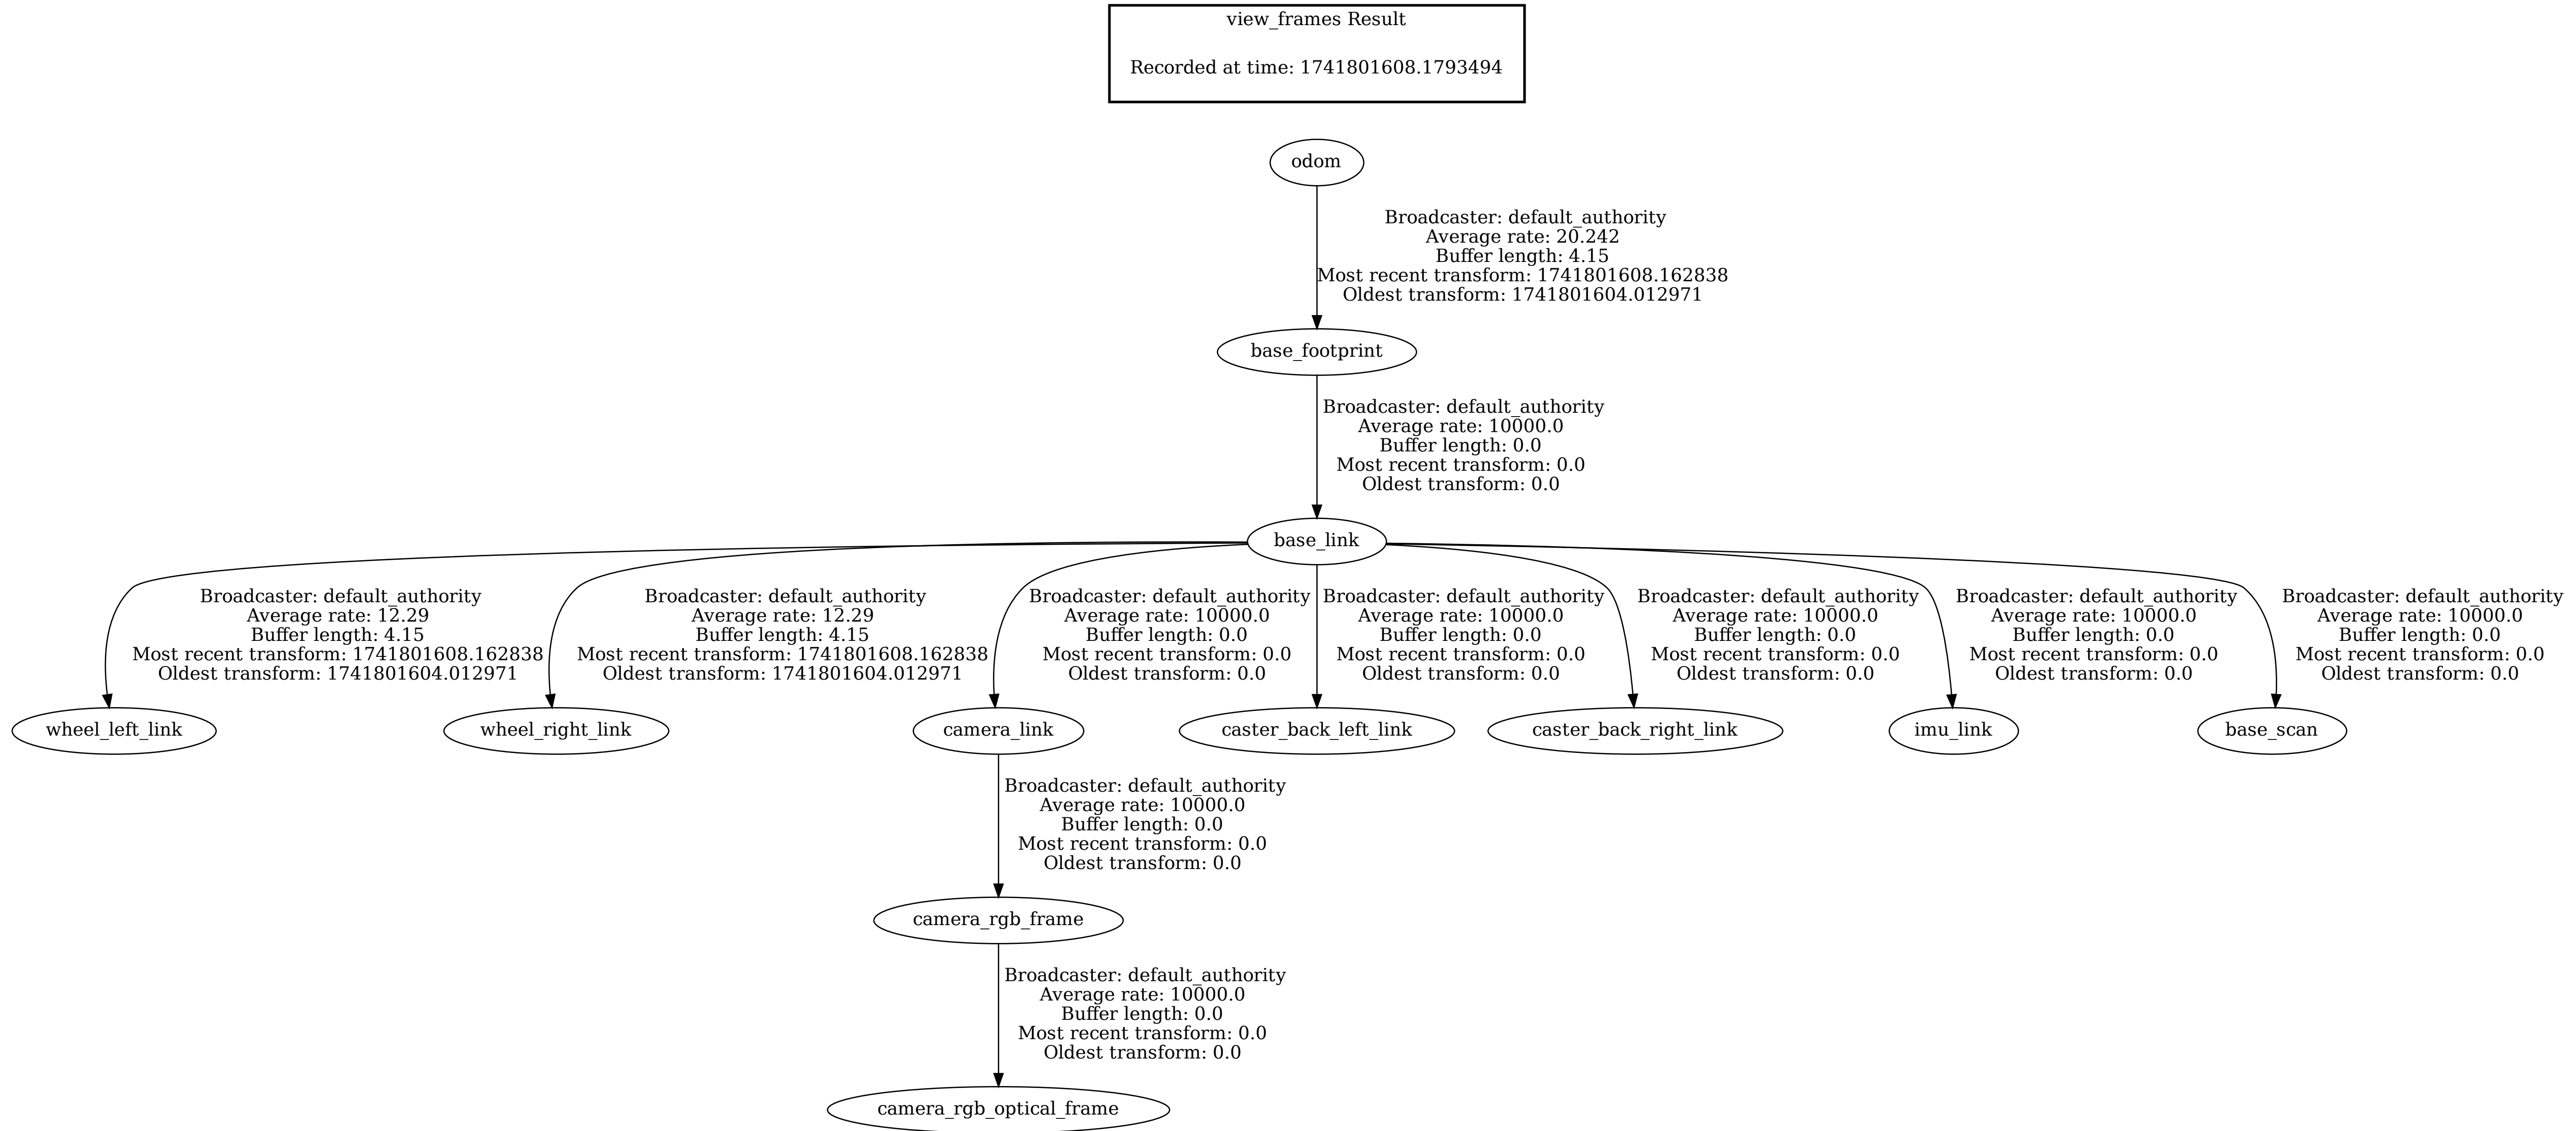 view_frames Result
Recorded at time: 1741801608.1793494
odom
Broadcaster: default_authority
Average rate: 20.242
Buffer length: 4.15
Most recent transform: 1741801608.162838
Oldest transform: 1741801604.012971
base_footprint
Broadcaster: default_authority
Average rate: 10000.0
Buffer length: 0.0
Most recent transform: 0.0
Oldest transform: 0.0
base_link
Broadcaster: default_authority
Average rate: 12.29
Buffer length: 4.15
Most recent transform: 1741801608.162838
Oldest transform: 1741801604.012971
Broadcaster: default_authority
Average rate: 12.29
Buffer length: 4.15
Most recent transform: 1741801608.162838
Oldest transform: 1741801604.012971
Broadcaster: default_authority
Average rate: 10000.0
Buffer length: 0.0
Most recent transform: 0.0
Oldest transform: 0.0
Broadcaster: default_authority
Average rate: 10000.0
Buffer length: 0.0
Most recent transform: 0.0
Oldest transform: 0.0
Broadcaster: default_authority
Average rate: 10000.0
Buffer length: 0.0
Most recent transform: 0.0
Oldest transform: 0.0
Broadcaster: default_authority
Average rate: 10000.0
Buffer length: 0.0
Most recent transform: 0.0
Oldest transform: 0.0
Broadcaster: default_authority
Average rate: 10000.0
Buffer length: 0.0
Most recent transform: 0.0
Oldest transform: 0.0
wheel_left_link
wheel_right_link
camera_link
caster_back_left_link
caster_back_right_link
imu_link
base_scan
Broadcaster: default_authority
Average rate: 10000.0
Buffer length: 0.0
Most recent transform: 0.0
Oldest transform: 0.0
camera_rgb_frame
Broadcaster: default_authority
Average rate: 10000.0
Buffer length: 0.0
Most recent transform: 0.0
Oldest transform: 0.0
camera_rgb_optical_frame